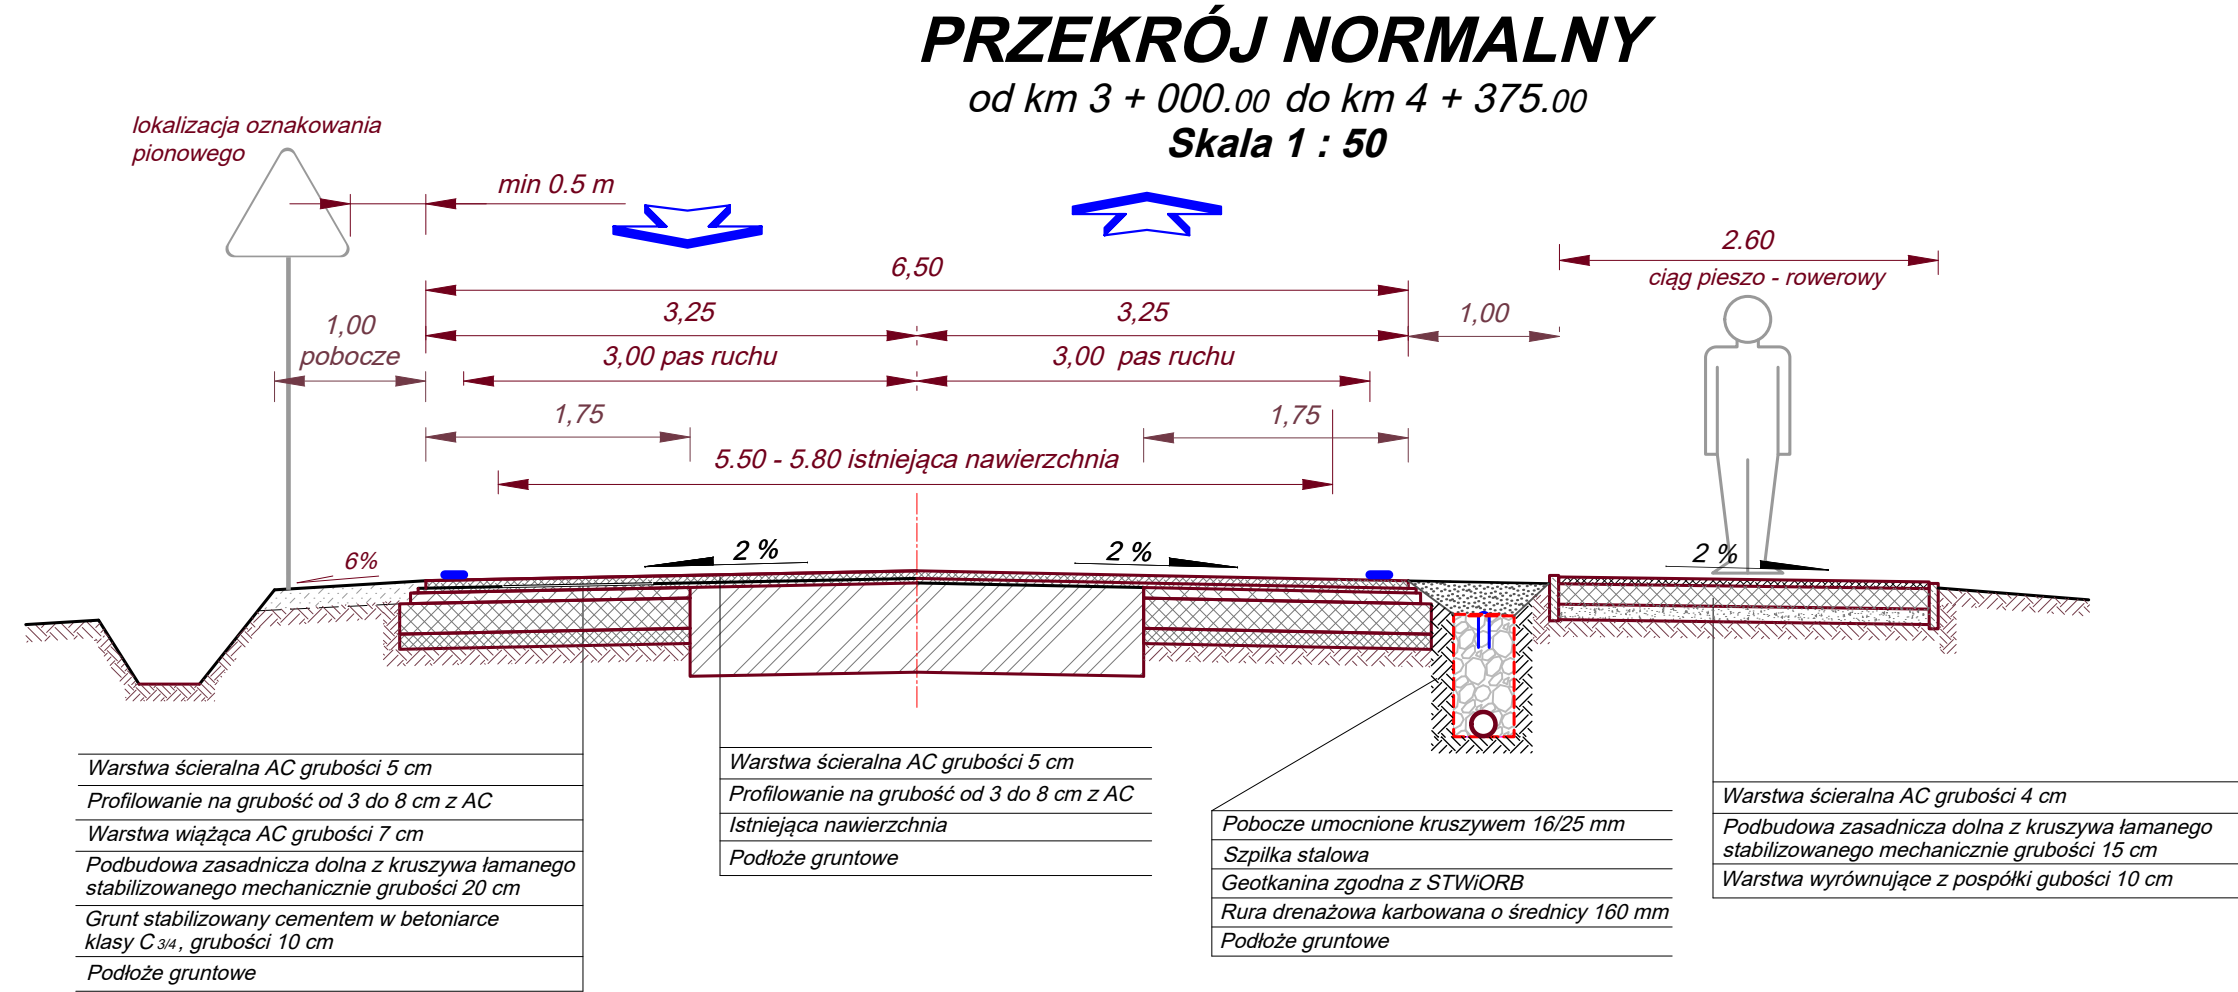 PRZEKRÓJ NORMALNY
od km 3 + 000.00 do km 4 + 375.00
Skala 1 : 50
lokalizacja oznakowania
pionowego
min 0.5 m
6,50
2.60
ciąg pieszo - rowerowy
3,25
3,25
1,00
1,00
pobocze
3,00 pas ruchu
3,00 pas ruchu
1,75
1,75
5.50 - 5.80 istniejąca nawierzchnia
6%
2 %
2 %
2 %
Warstwa ścieralna AC grubości 5 cm
Profilowanie na grubość od 3 do 8 cm z AC
Warstwa wiążąca AC grubości 7 cm
Podbudowa zasadnicza dolna z kruszywa łamanego
stabilizowanego mechanicznie grubości 20 cm
Grunt stabilizowany cementem w betoniarce
klasy C 3/4 , grubości 10 cm
Podłoże gruntowe
Warstwa ścieralna AC grubości 5 cm
Profilowanie na grubość od 3 do 8 cm z AC
Istniejąca nawierzchnia
Podłoże gruntowe
Pobocze umocnione kruszywem 16/25 mm
Szpilka stalowa
Geotkanina zgodna z STWiORB
Rura drenażowa karbowana o średnicy 160 mm
Podłoże gruntowe
Warstwa ścieralna AC grubości 4 cm
Podbudowa zasadnicza dolna z kruszywa łamanego
stabilizowanego mechanicznie grubości 15 cm
Warstwa wyrównujące z pospółki gubości 10 cm